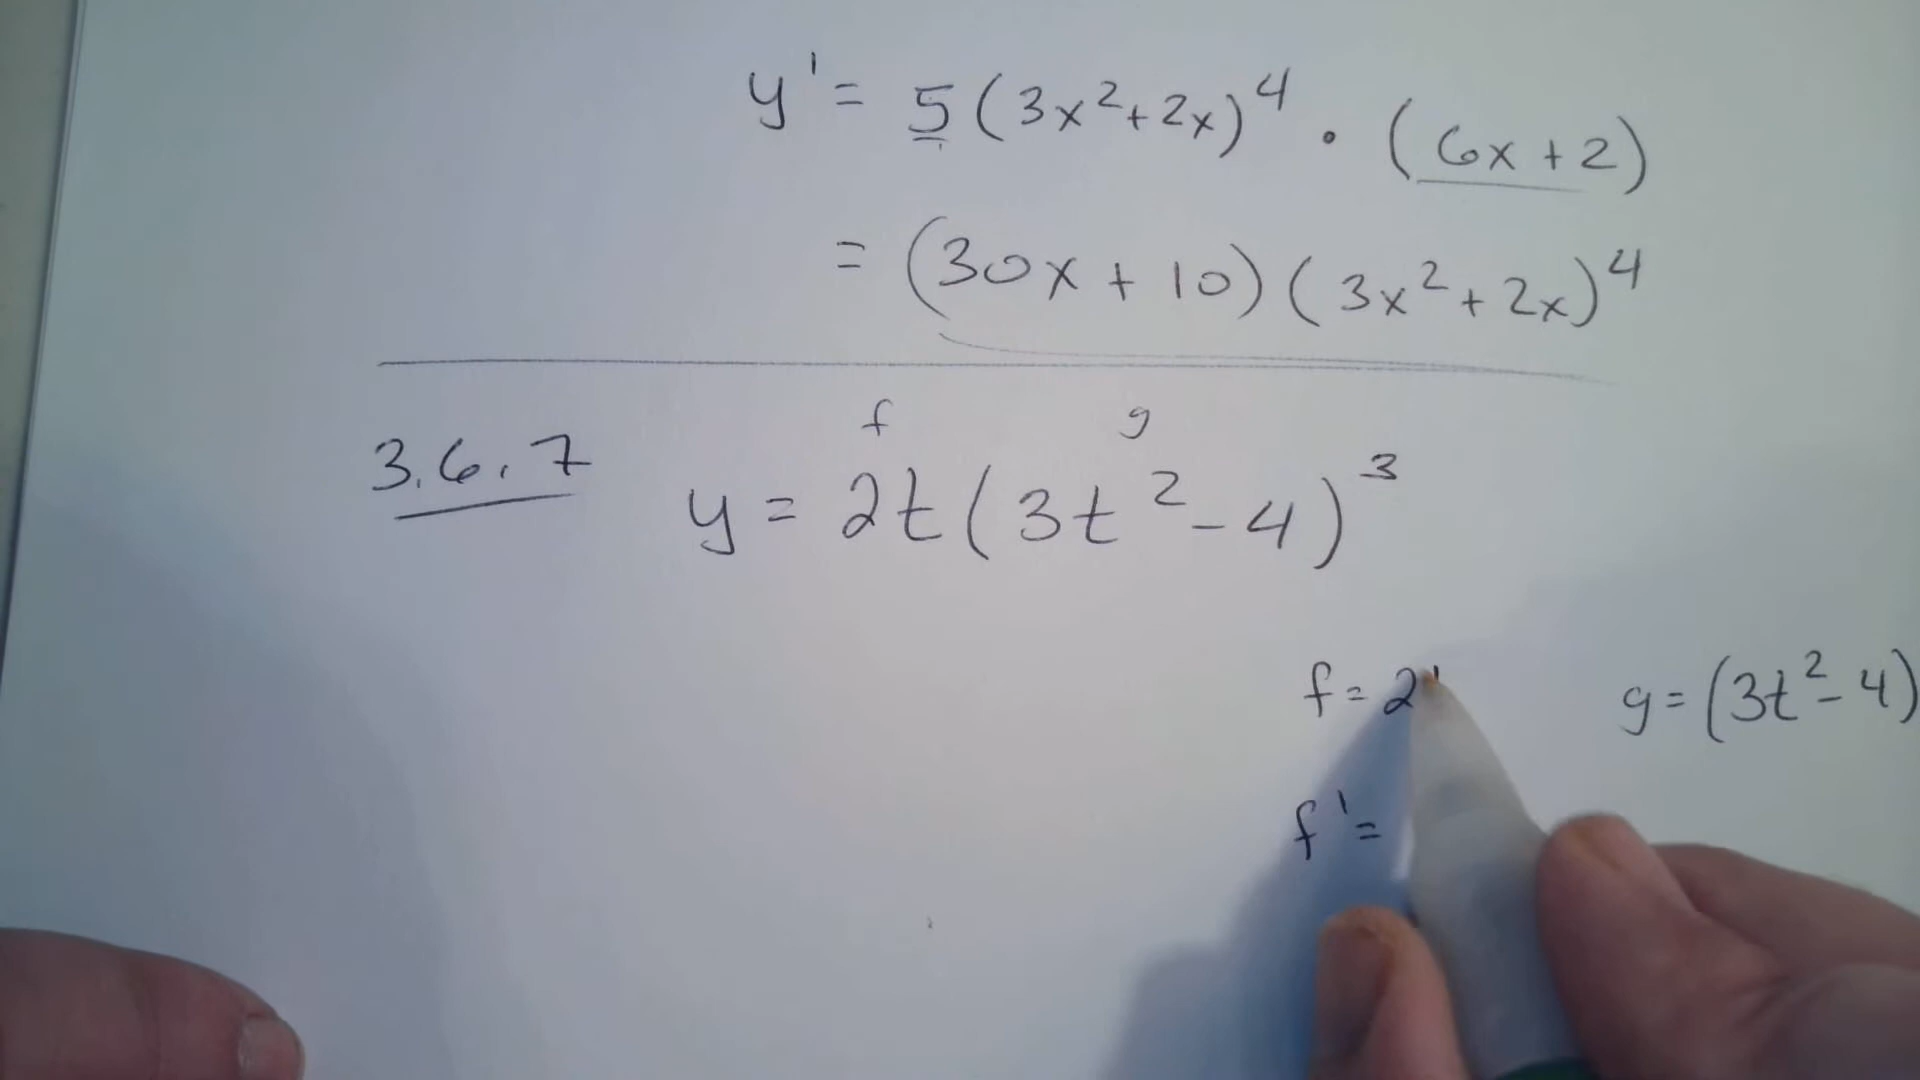 y' = 5(3x²+2x)⁴ · (6x+2)
= (30x+10)(3x²+2x)⁴
f g
3.6.7 y = 2t(3t²-4)³
f = 2 g = (3t²-4)
f' =